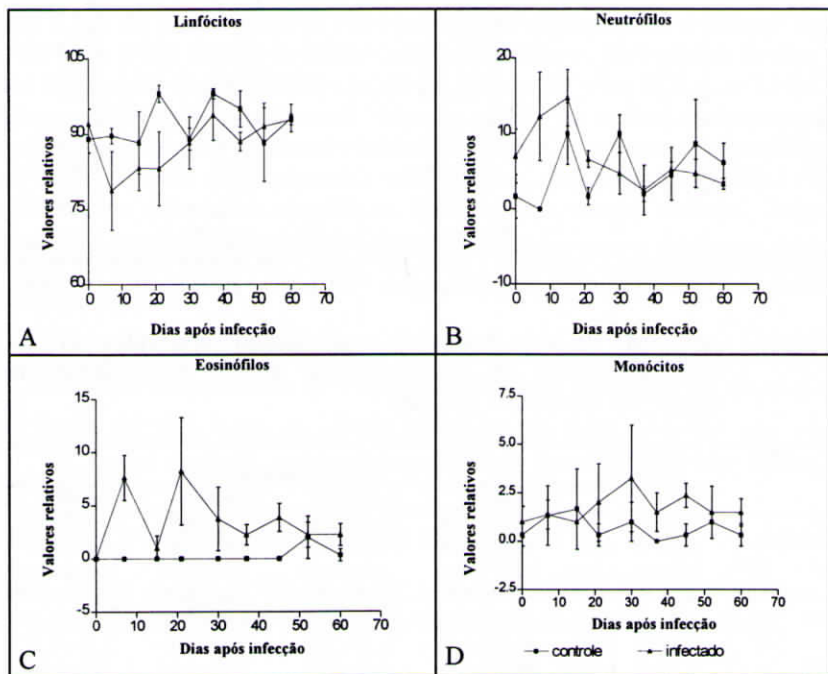 Linfócitos
Valores relativos
105
90
75
60
0 10 20 30 40 50 60 70
Dias após infecção
A
Neutrófilos
Valores relativos
20
10
0
-10
0 10 20 30 40 50 60 70
Dias após infecção
B
Eosinófilos
Valores relativos
15
10
5
0
-5
0 10 20 30 40 50 60 70
Dias após infecção
C
Monócitos
Valores relativos
7.5
5.0
2.5
0.0
-2.5
0 10 20 30 40 50 60 70
Dias após infecção
D
controle infectado